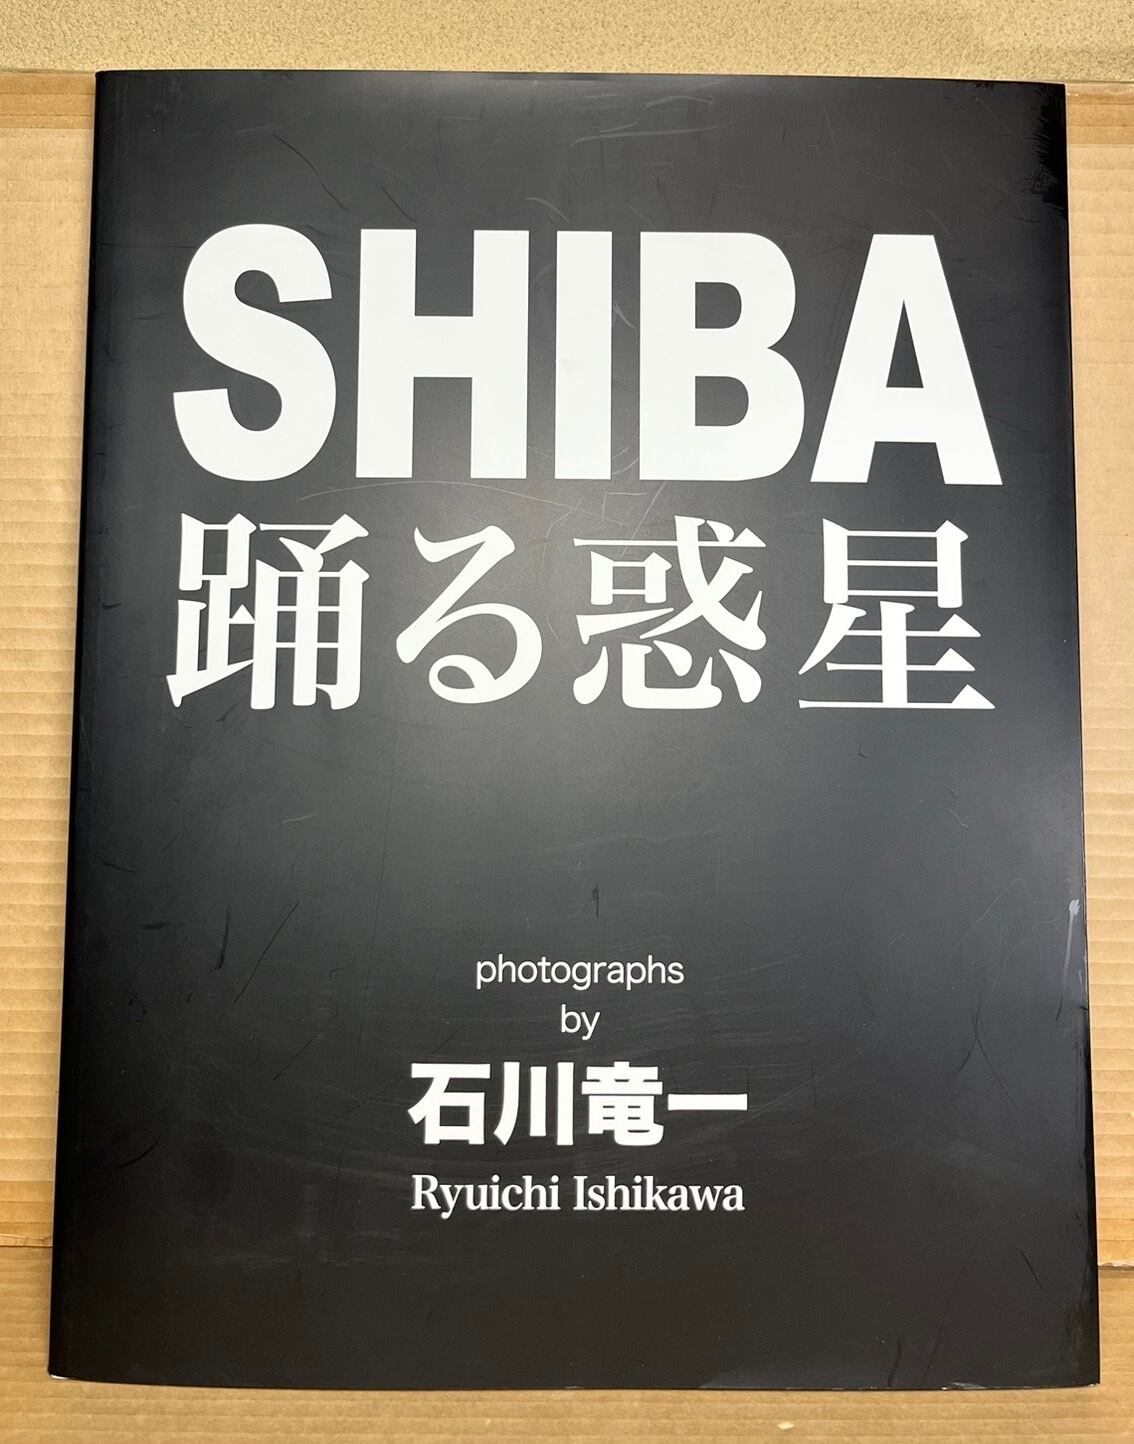 SHIBA
踊る惑星
photographs
by
石川竜一
Ryuichi Ishikawa